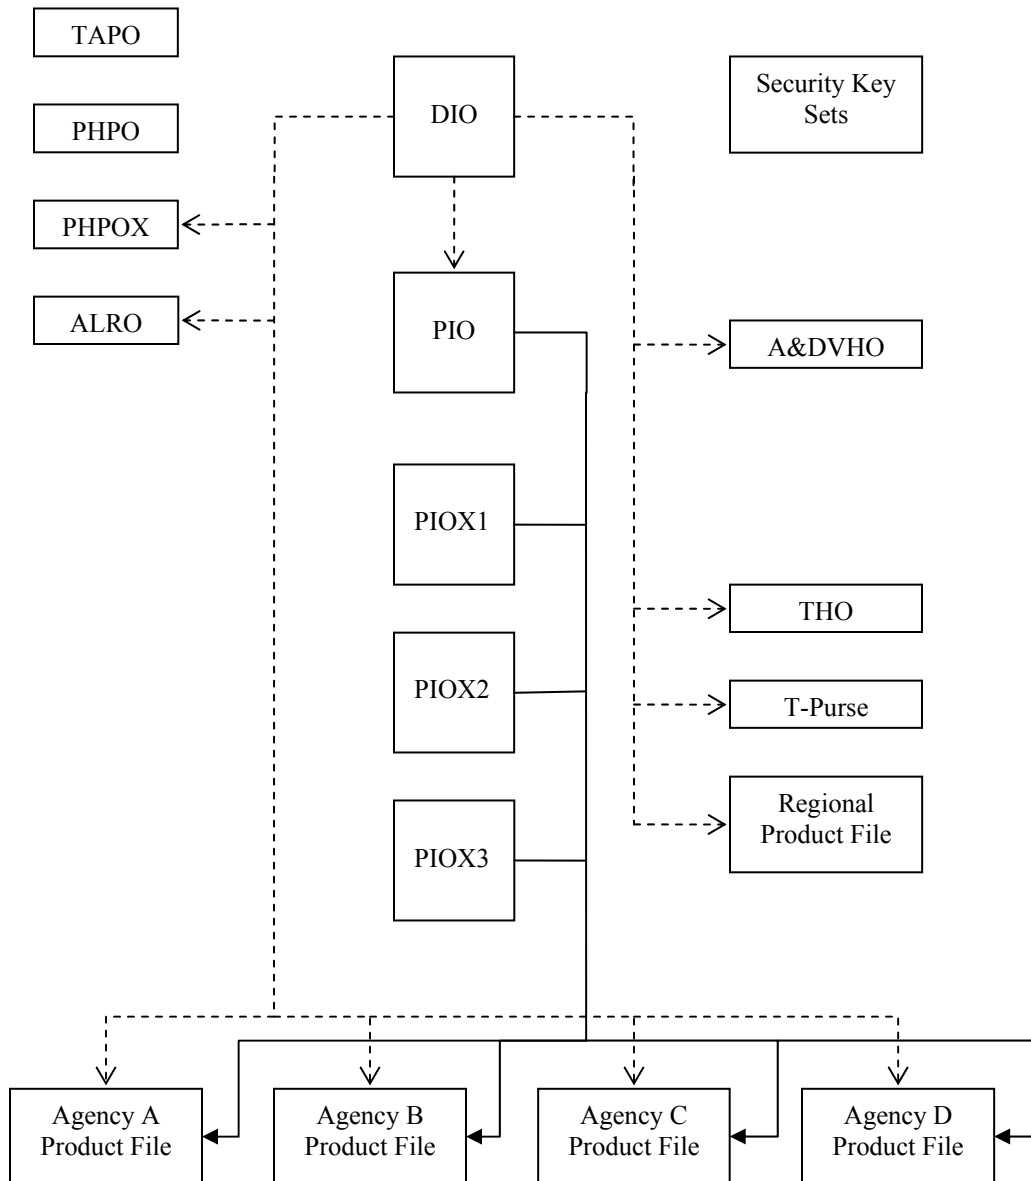 TAPO
DIO
Security Key
Sets
PHPO
PHPOX
ALRO
PIO
A&DVHO
PIOX1
THO
PIOX2
T-Purse
Regional
Product File
PIOX3
Agency A
Product File
Agency B
Product File
Agency C
Product File
Agency D
Product File